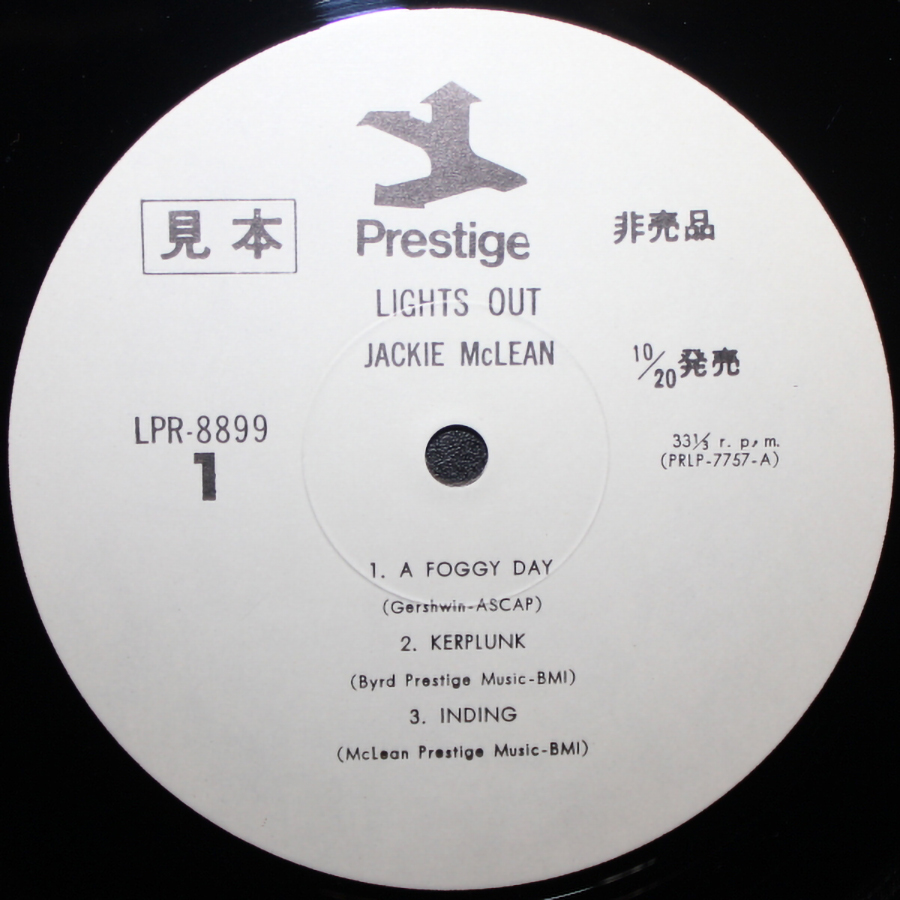 見本
Prestige
非売品
LIGHTS OUT
JACKIE McLEAN
10/20発売
LPR-8899
1
33⅓ r. p. m.
(PRLP-7757-A)
1. A FOGGY DAY
(Gershwin-ASCAP)
2. KERPLUNK
(Byrd Prestige Music-BMI)
3. INDING
(McLean Prestige Music-BMI)